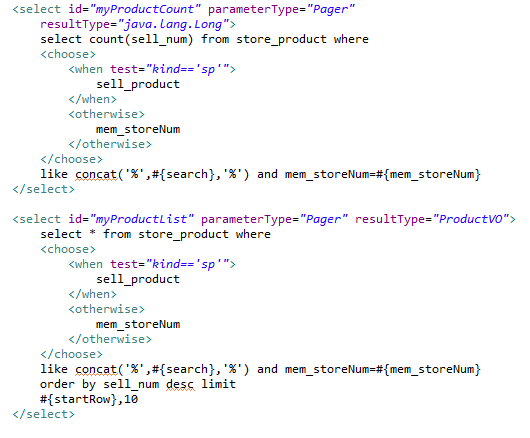 <select id="myProductCount" parameterType="Pager"
resultType="java.lang.Long">
select count(sell_num) from store_product where
<choose>
<when test="kind=='sp'">
sell_product
</when>
<otherwise>
mem_storeNum
</otherwise>
</choose>
like concat('%',#{search},'%') and mem_storeNum=#{mem_storeNum}
</select>
<select id="myProductList" parameterType="Pager" resultType="ProductVO">
select * from store_product where
<choose>
<when test="kind=='sp'">
sell_product
</when>
<otherwise>
mem_storeNum
</otherwise>
</choose>
like concat('%',#{search},'%') and mem_storeNum=#{mem_storeNum}
order by sell_num desc limit
#{startRow},10
</select>